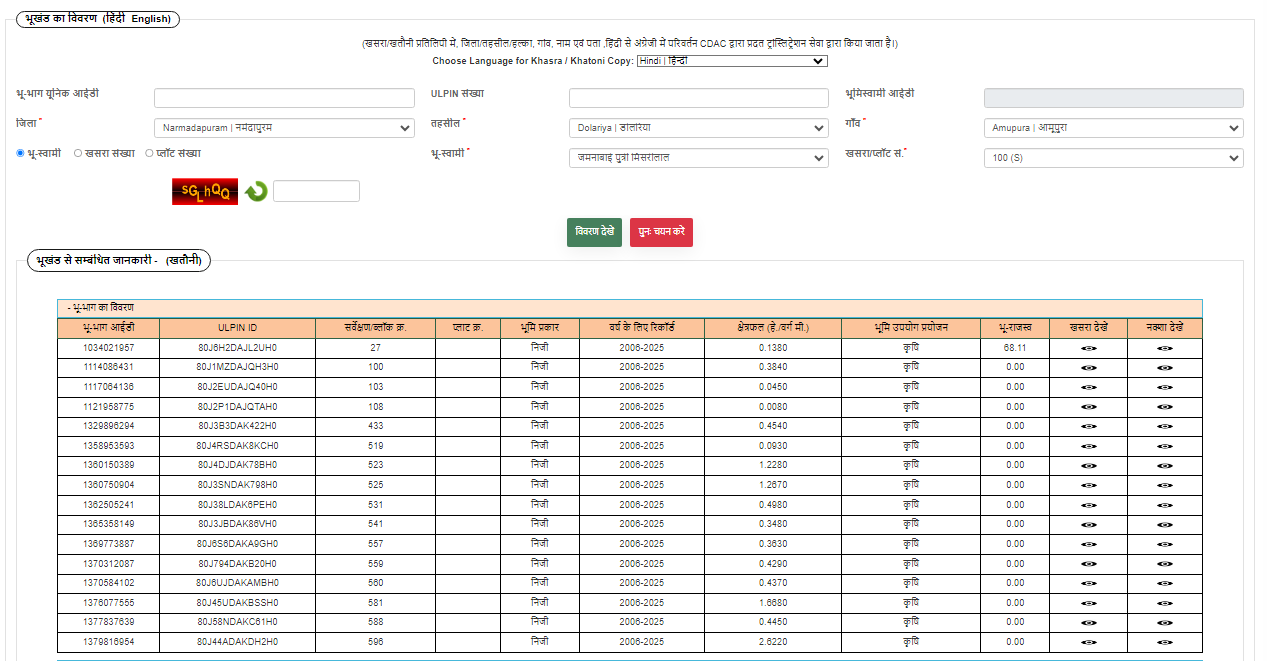 भूखंड का विवरण (हिंदी English)
(खसरा/खतौनी प्रतिलिपी में, जिला/तहसील/हल्का, गांव, नाम एवं पता ,हिंदी से अंग्रेजी में परिवर्तन CDAC द्वारा प्रदत ट्रांस्लिट्रेशन सेवा द्वारा किया जाता है।)
Choose Language for Khasra / Khatoni Copy: Hindi | हिन्दी
भू-भाग यूनिक आईडी ULPIN संख्या भूमिस्वामी आईडी
जिला * Narmadapuram | नर्मदापुरम तहसील * Dolariya | डोलरिया गाँव * Amupura | आमूपुरा
भू-स्वामी खसरा संख्या प्लॉट संख्या भू-स्वामी * जमनाबाई पुत्री मिसरीलाल खसरा/प्लॉट सं.* 100 (S)
SGLhQQ
विवरण देखें पुनः चयन करे
भूखंड से सम्बंधित जानकारी - (खतौनी)
- भू-भाग का विवरण
भू-भाग आईडी ULPIN ID सर्वेक्षण/ब्लॉक क्र. प्लाट क्र. भूमि प्रकार वर्ष के लिए रिकॉर्ड क्षेत्रफल (हे./वर्ग मी.) भूमि उपयोग प्रयोजन भू-राजस्व खसरा देखें नक्शा देखें
1034021957 80J6H2DAJL2UH0 27 निजी 2006-2025 0.1380 कृषि 68.11
1114086431 80J1MZDAJQH3H0 100 निजी 2006-2025 0.3840 कृषि 0.00
1117064136 80J2EUDAJQ40H0 103 निजी 2006-2025 0.0450 कृषि 0.00
1121958775 80J2P1DAJQTAH0 108 निजी 2006-2025 0.0080 कृषि 0.00
1329896294 80J3B3DAK422H0 433 निजी 2006-2025 0.4540 कृषि 0.00
1358953593 80J4RSDAK8KCH0 519 निजी 2006-2025 0.0930 कृषि 0.00
1360150389 80J4DJDAK78BH0 523 निजी 2006-2025 1.2280 कृषि 0.00
1360750904 80J3SNDAK798H0 525 निजी 2006-2025 1.2670 कृषि 0.00
1362505241 80J38LDAK6PEH0 531 निजी 2006-2025 0.4980 कृषि 0.00
1365358149 80J3JBDAK86VH0 541 निजी 2006-2025 0.3480 कृषि 0.00
1369773887 80J6S6DAKA9GH0 557 निजी 2006-2025 0.3630 कृषि 0.00
1370312087 80J794DAKB20H0 559 निजी 2006-2025 0.4290 कृषि 0.00
1370584102 80J6UJDAKAMBH0 560 निजी 2006-2025 0.4370 कृषि 0.00
1376077555 80J45UDAKBSSH0 581 निजी 2006-2025 1.6680 कृषि 0.00
1377837639 80J58NDAKC61H0 588 निजी 2006-2025 0.4450 कृषि 0.00
1379816954 80J44ADAKDH2H0 596 निजी 2006-2025 2.6220 कृषि 0.00